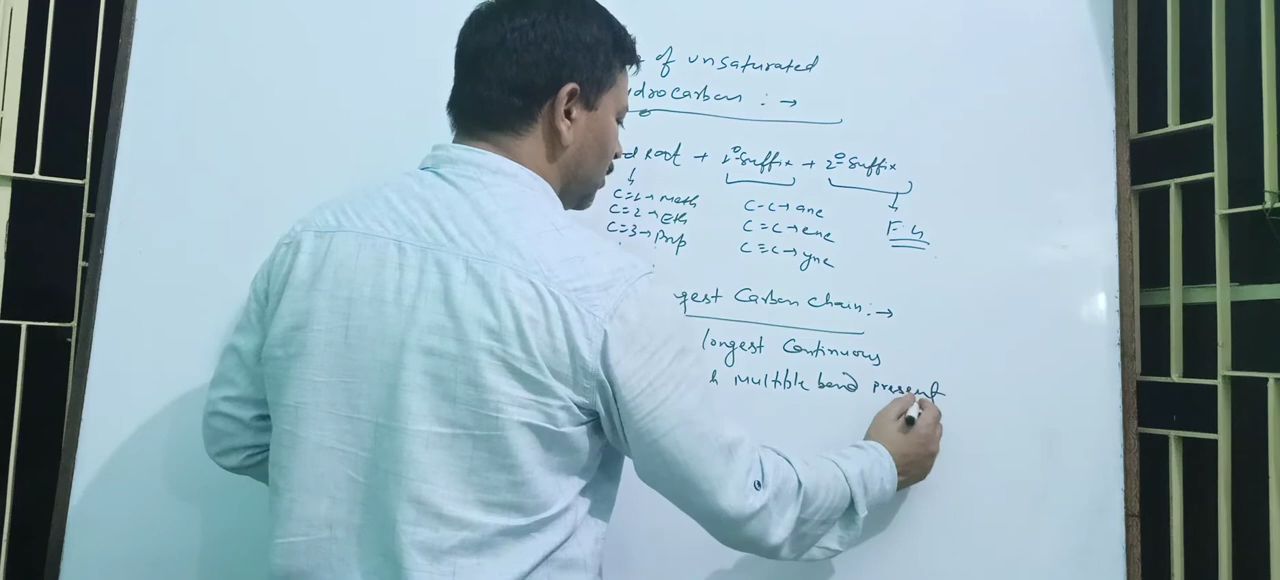 of unsaturated
drocarbon : →
d Root + 1° Suffix + 2° Suffix
C=1 → Meth C-C → ane F.G
C=2 → Eth C=C → ene
C=3 → Prop C≡C → yne
gest Carbon chain : →
longest Continuous
h Multible bond present